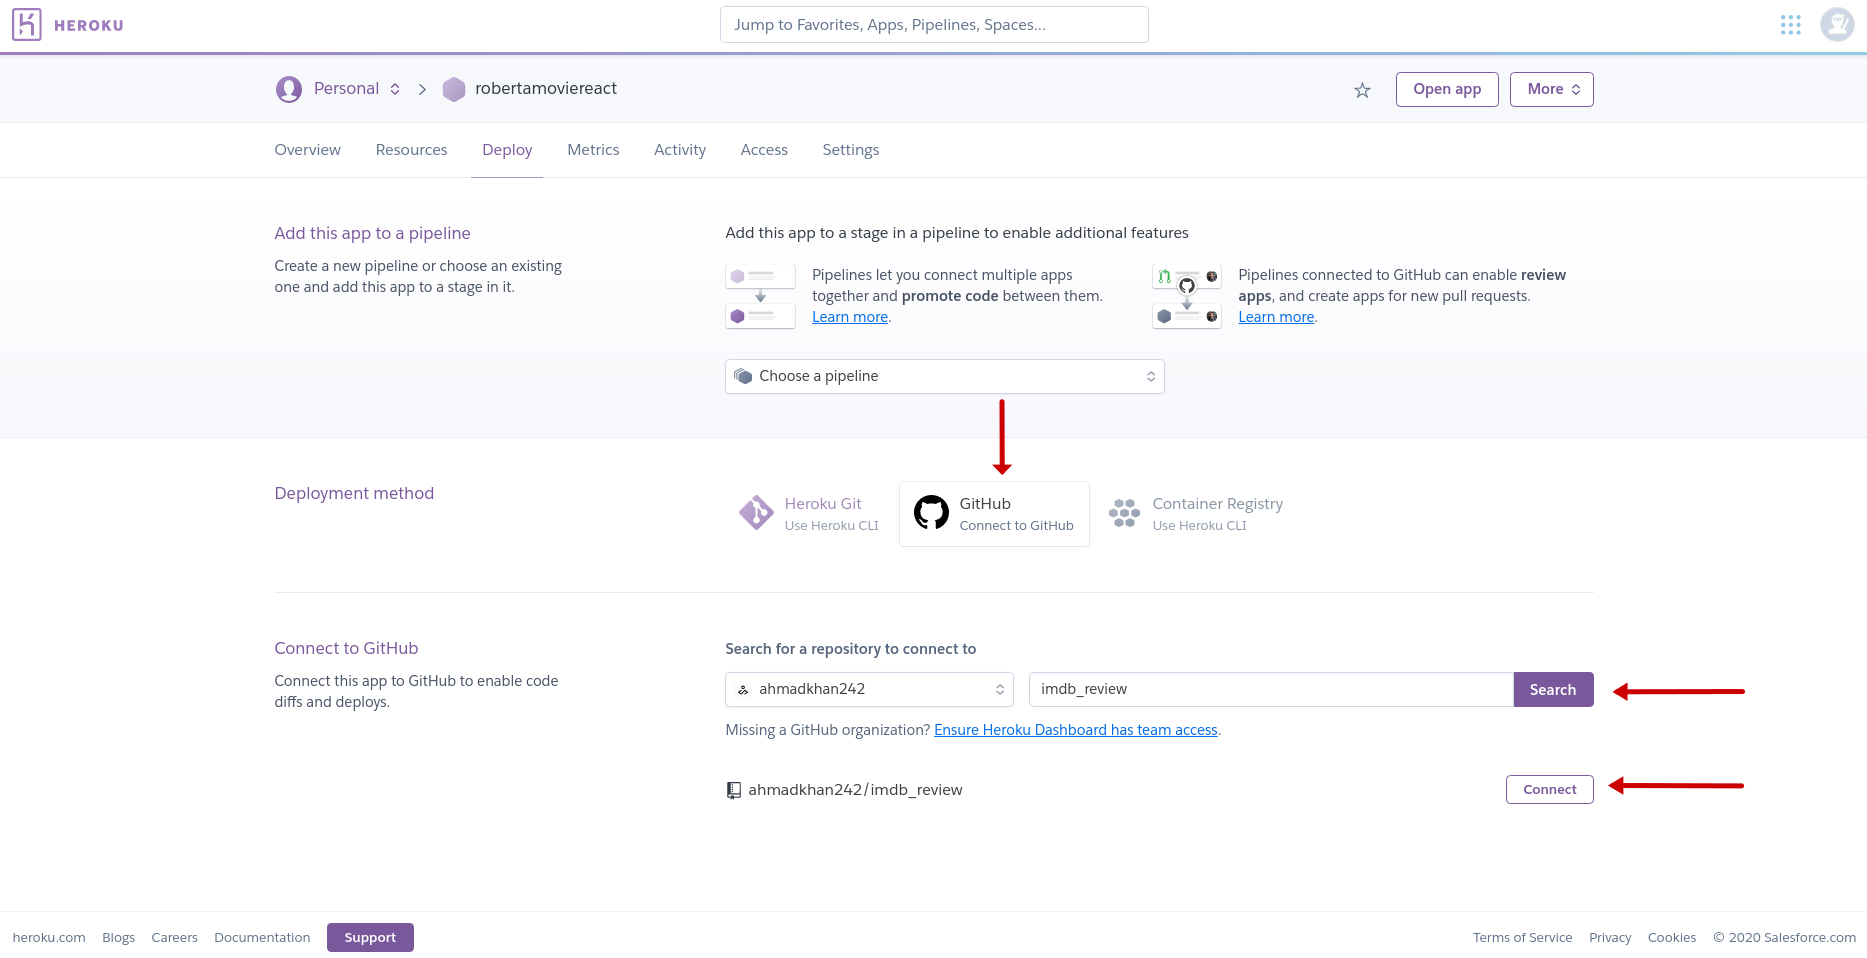 HEROKU
Jump to Favorites, Apps, Pipelines, Spaces...
Personal
robertamoviereact
Open app
More
Overview
Resources
Deploy
Metrics
Activity
Access
Settings
Add this app to a pipeline
Create a new pipeline or choose an existing
one and add this app to a stage in it.
Add this app to a stage in a pipeline to enable additional features
Pipelines let you connect multiple apps
together and promote code between them.
Learn more.
Pipelines connected to GitHub can enable review
apps, and create apps for new pull requests.
Learn more.
Choose a pipeline
Deployment method
Heroku Git
Use Heroku CLI
GitHub
Connect to GitHub
Container Registry
Use Heroku CLI
Connect to GitHub
Connect this app to GitHub to enable code
diffs and deploys.
Search for a repository to connect to
ahmadkhan242
imdb_review
Search
Missing a GitHub organization? Ensure Heroku Dashboard has team access.
ahmadkhan242/imdb_review
Connect
heroku.com
Blogs
Careers
Documentation
Support
Terms of Service
Privacy
Cookies
© 2020 Salesforce.com